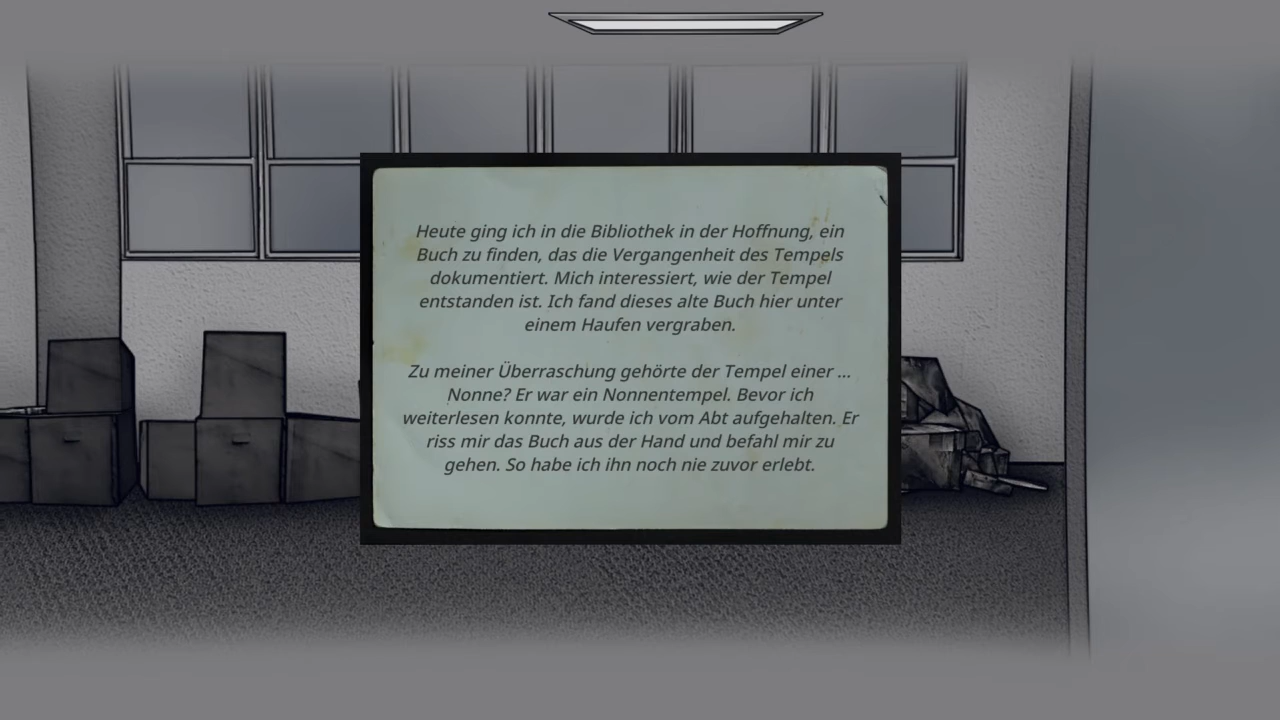 Heute ging ich in die Bibliothek in der Hoffnung, ein
Buch zu finden, das die Vergangenheit des Tempels
dokumentiert. Mich interessiert, wie der Tempel
entstanden ist. Ich fand dieses alte Buch hier unter
einem Haufen vergraben.
Zu meiner Überraschung gehörte der Tempel einer ...
Nonne? Er war ein Nonnentempel. Bevor ich
weiterlesen konnte, wurde ich vom Abt aufgehalten. Er
riss mir das Buch aus der Hand und befahl mir zu
gehen. So habe ich ihn noch nie zuvor erlebt.